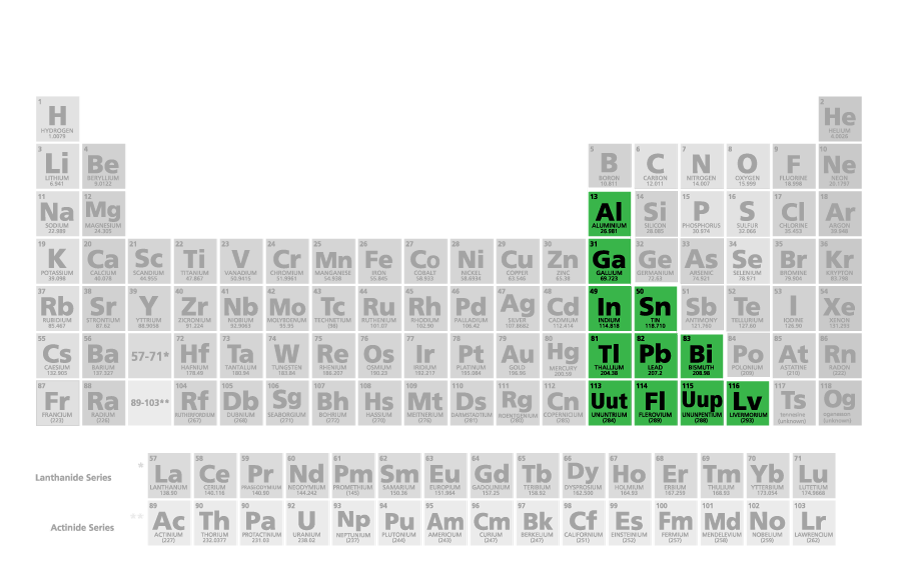 1 2
H He
HYDROGEN HELIUM
1.0079 4.0026
3 4 5 6 7 8 9 10
Li Be B C N O F Ne
LITHIUM BERYLLIUM BORON CARBON NITROGEN OXYGEN FLUORINE NEON
6.941 9.0122 10.811 12.011 14.007 15.999 18.998
11 12 13 14 15 16 17 18
Na Mg Al Si P S Cl Ar
SODIUM MAGNESIUM ALUMINIUM SILICON PHOSPHORUS SULFUR CHLORINE ARGON
24.305 26.981 28.085 30.974 35.453
19 20 21 22 23 24 25 26 27 28 29 30 31 32 33 34 35 36
K Ca Sc Ti V Cr Mn Fe Co Ni Cu Zn Ga Ge As Se Br Kr
POTASSIUM CALCIUM SCANDIUM TITANIUM VANADIUM CHROMIUM MANGANESE IRON COBALT NICKEL COPPER ZINC GALLIUM GERMANIUM ARSENIC SELENIUM BROMINE KRYPTON
39.098 40.078 44.955 47.867 50.9415 51.9961 54.938 55.845 58.933 63.546 65.38 69.723 72.63 74.921 78.971 79.904
37 38 39 40 41 42 43 44 45 46 47 48 49 50 51 52 53 54
Rb Sr Y Zr Nb Mo Tc Ru Rh Pd Ag Cd In Sn Sb Te I Xe
RUBIDIUM STRONTIUM YTTRIUM ZICRONIUM NIOBIUM MOLYBDENUM TECHNETIUM RUTHENIUM RHODIUM PALLADIUM SILVER CADMIUM INDIUM TIN ANTIMONY TELLURIUM IODINE XENON
85.467 87.62 88.9058 91.224 92.9063 95.95 (98) 101.07 102.90 106.42 107.8682 112.414 114.818 118.710 121.760 127.60 126.90 131.293
55 56 57-71* 72 73 74 75 76 77 78 79 80 81 82 83 84 85 86
Cs Ba Hf Ta W Re Os Ir Pt Au Hg Tl Pb Bi Po At Rn
CAESIUM BARIUM HAFNIUM TANTALUM TUNGSTEN RHENIUM OSMIUM IRIDIUM PLATINUM GOLD MERCURY THALLIUM LEAD BISMUTH POLONIUM ASTATINE RADON
132.905 137.327 178.49 180.94 183.84 186.207 190.23 192.217 195.084 196.96 200.59 204.38 207.2 208.98 (209) (210) (222)
87 88 89-103** 104 105 106 107 108 109 110 111 112 113 114 115 116 117 118
Fr Ra Rf Db Sg Bh Hs Mt Ds Rg Cn Uut Fl Uup Lv Ts Og
FRANCIUM RADIUM RUTHERFORDIUM DUBNIUM SEABORGIUM BOHRIUM HASSIUM MEITNERIUM DARMSTADTIUM ROENTGENIUM COPERNICIUM UNUNTRIUM FLEROVIUM UNUNPENTIUM LIVERMORIUM tennessine oganesson
(226) (268) (271) (272) (276) (281) (280) (285) (284) (289) (288) (293) (unknown) (unknown)
Lanthanide Series *
57 58 59 60 61 62 63 64 65 66 67 68 69 70 71
La Ce Pr Nd Pm Sm Eu Gd Tb Dy Ho Er Tm Yb Lu
LANTHANUM CERIUM NEODYMIUM PROMETHIUM SAMARIUM EUROPIUM GADOLINIUM TERBIUM DYSPROSIUM HOLMIUM ERBIUM THULIUM YTTERBIUM LUTETIUM
138.90 140.116 140.90 144.242 (145) 150.36 151.964 157.25 158.92 162.500 164.93 167.259 168.93 173.054 174.9668
Actinide Series **
89 90 91 92 93 94 95 96 97 98 99 100 101 102 103
Ac Th Pa U Np Pu Am Cm Bk Cf Es Fm Md No Lr
ACTINIUM THORIUM PROTACTINIUM URANIUM NEPTUNIUM PLUTONIUM AMERICIUM CURIUM BERKELIUM CALIFORNIUM EINSTEINIUM FERMIUM MENDELEVIUM NOBELIUM LAWRENCIUM
(227) 232.0377 231.03 238.02 (237) (244) (243) (247) (247) (251) (252) (257) (258) (259) (262)